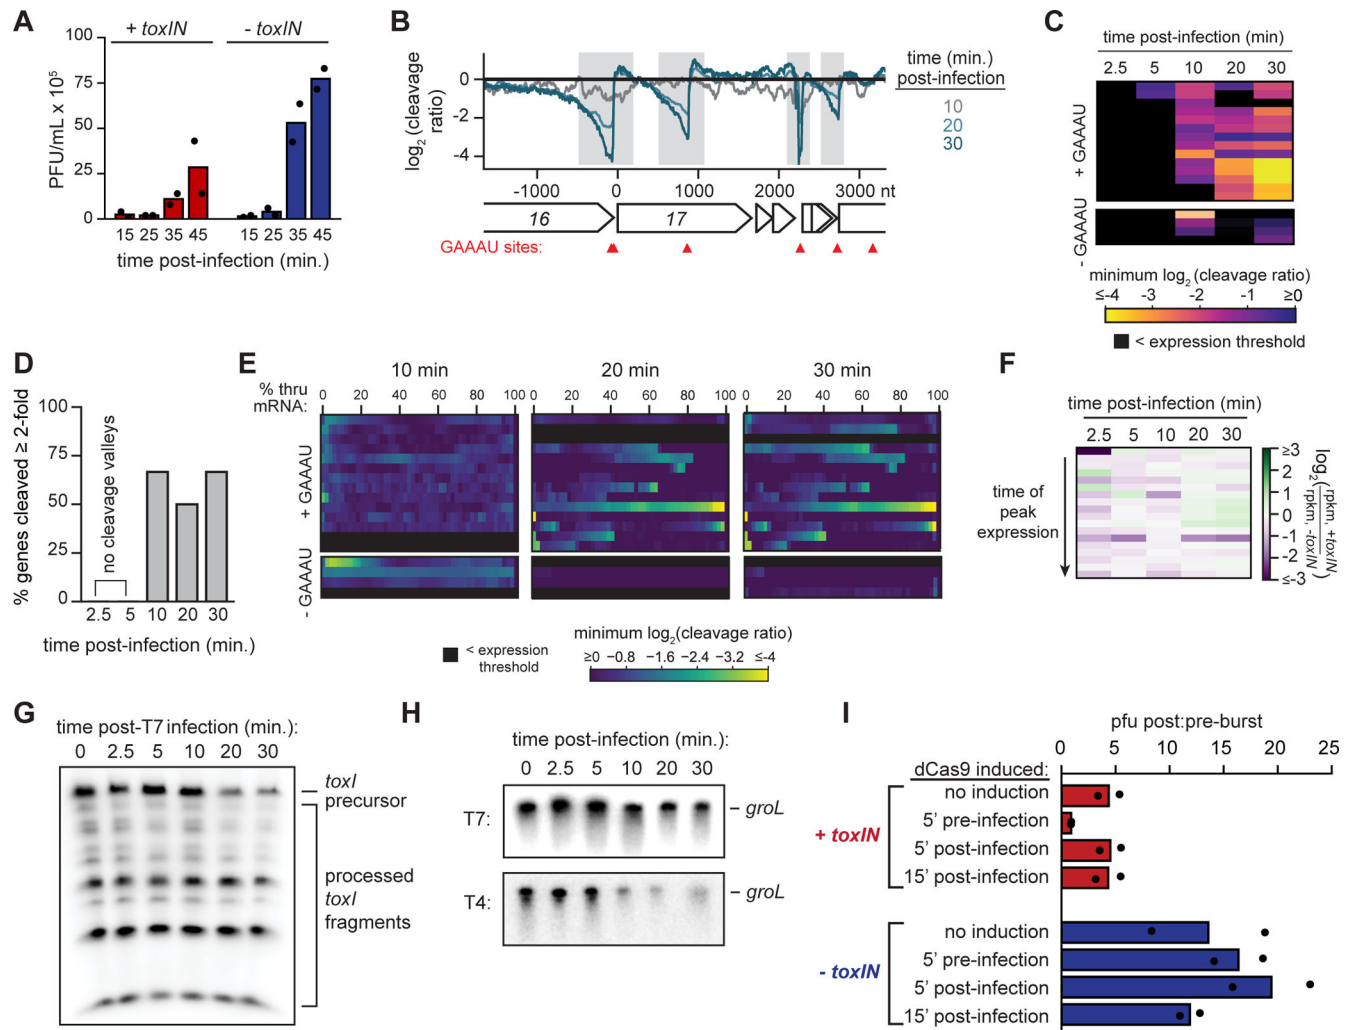 A
+ toxIN
- toxIN
100
75
50
25
0
PFU/mL x 10⁵
15 25 35 45
15 25 35 45
time post-infection (min.)
B
0
-2
-4
log₂(cleavage
ratio)
-1000 0 1000 2000 3000 nt
16
17
GAAAU sites:
time (min.)
post-infection
10
20
30
C
time post-infection (min)
2.5 5 10 20 30
+ GAAAU
- GAAAU
minimum log₂(cleavage ratio)
≤-4 -3 -2 -1 ≥0
< expression threshold
D
100
75
50
25
0
% genes cleaved ≥ 2-fold
no cleavage valleys
2.5 5 10 20 30
time post-infection (min.)
E
10 min
20 min
30 min
% thru
mRNA:
0 20 40 60 80 100
0 20 40 60 80 100
0 20 40 60 80 100
+ GAAAU
- GAAAU
< expression
threshold
minimum log₂(cleavage ratio)
≥0 −0.8 −1.6 −2.4 −3.2 ≤-4
F
time post-infection (min)
2.5 5 10 20 30
time of
peak
expression
≥3
2
1
0
-1
-2
≤-3
log₂(rpkm, +toxIN
rpkm, -toxIN)
G
time post-T7 infection (min.):
0 2.5 5 10 20 30
toxI
precursor
processed
toxI
fragments
H
time post-infection (min.):
0 2.5 5 10 20 30
T7:
– groL
T4:
– groL
I
pfu post:pre-burst
0 5 10 15 20 25
dCas9 induced:
+ toxIN
no induction
5' pre-infection
5' post-infection
15' post-infection
- toxIN
no induction
5' pre-infection
5' post-infection
15' post-infection